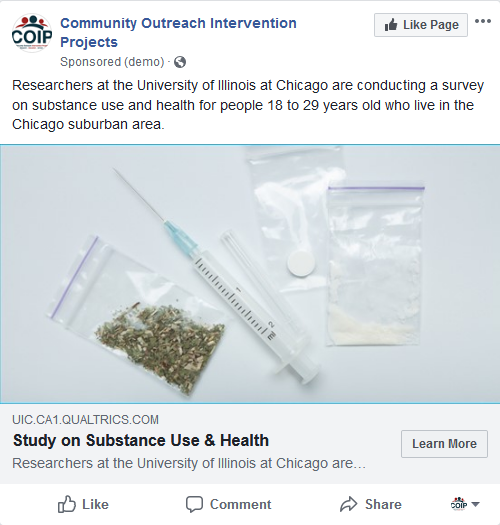 COIP
Community Outreach Intervention
Projects
Like Page
Sponsored (demo) ·
Researchers at the University of Illinois at Chicago are conducting a survey
on substance use and health for people 18 to 29 years old who live in the
Chicago suburban area.
1
2
ml
UIC.CA1.QUALTRICS.COM
Study on Substance Use & Health
Learn More
Researchers at the University of Illinois at Chicago are…
Like
Comment
Share
COIP